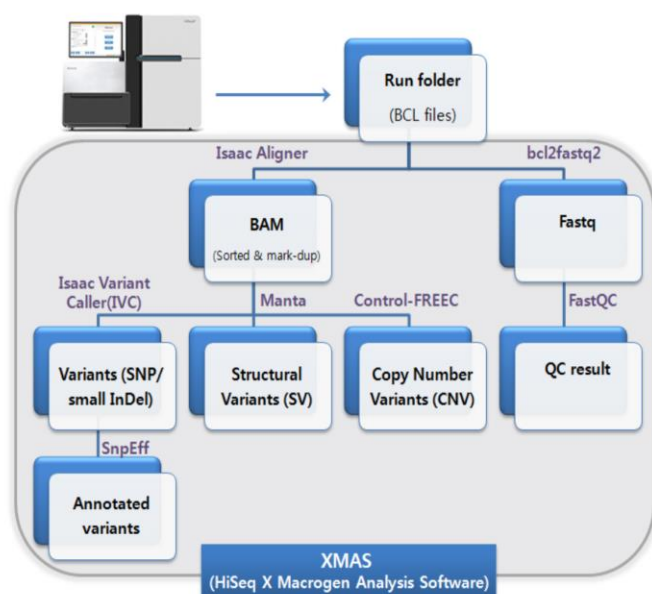 Run folder
(BCL files)
Isaac Aligner
bcl2fastq2
BAM
(Sorted & mark-dup)
Fastq
Isaac Variant
Caller(IVC)
Manta
Control-FREEC
FastQC
Variants (SNP/
small InDel)
Structural
Variants (SV)
Copy Number
Variants (CNV)
QC result
SnpEff
Annotated
variants
XMAS
(HiSeq X Macrogen Analysis Software)